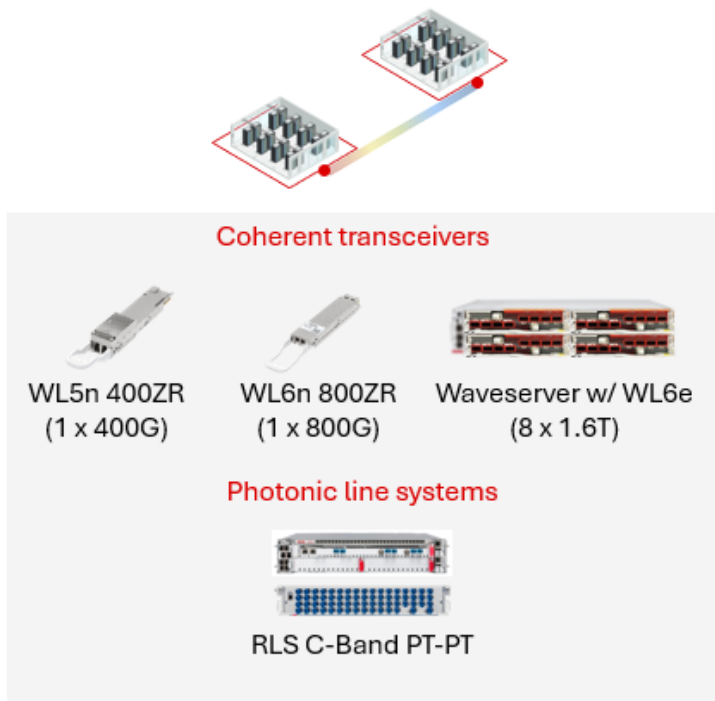 Coherent transceivers
WL5n 400ZR
(1 x 400G)
WL6n 800ZR
(1 x 800G)
Waveserver w/ WL6e
(8 x 1.6T)
Photonic line systems
RLS C-Band PT-PT